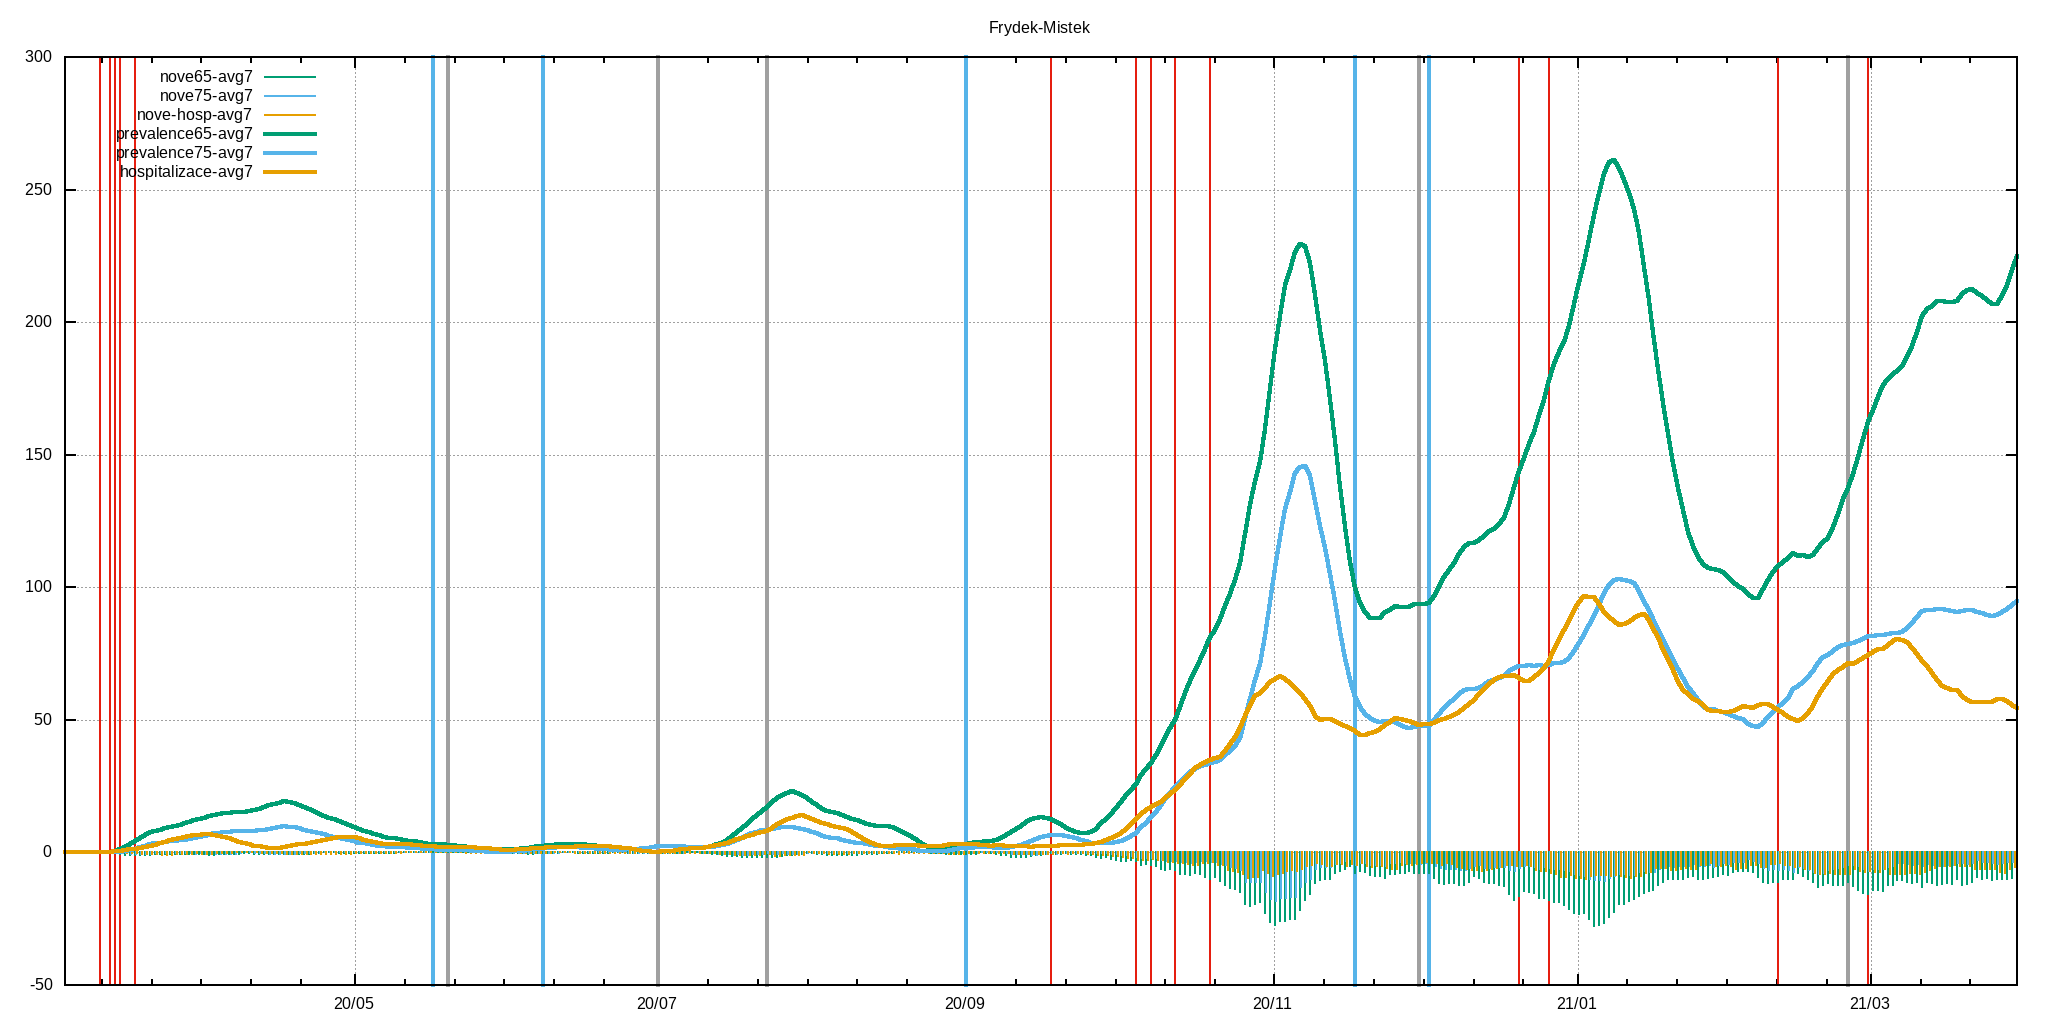 Frydek-Mistek
300
nove65-avg7
nove75-avg7
nove-hosp-avg7
prevalence65-avg7
prevalence75-avg7
hospitalizace-avg7
250
200
150
100
50
0
-50
20/05 20/07 20/09 20/11 21/01 21/03